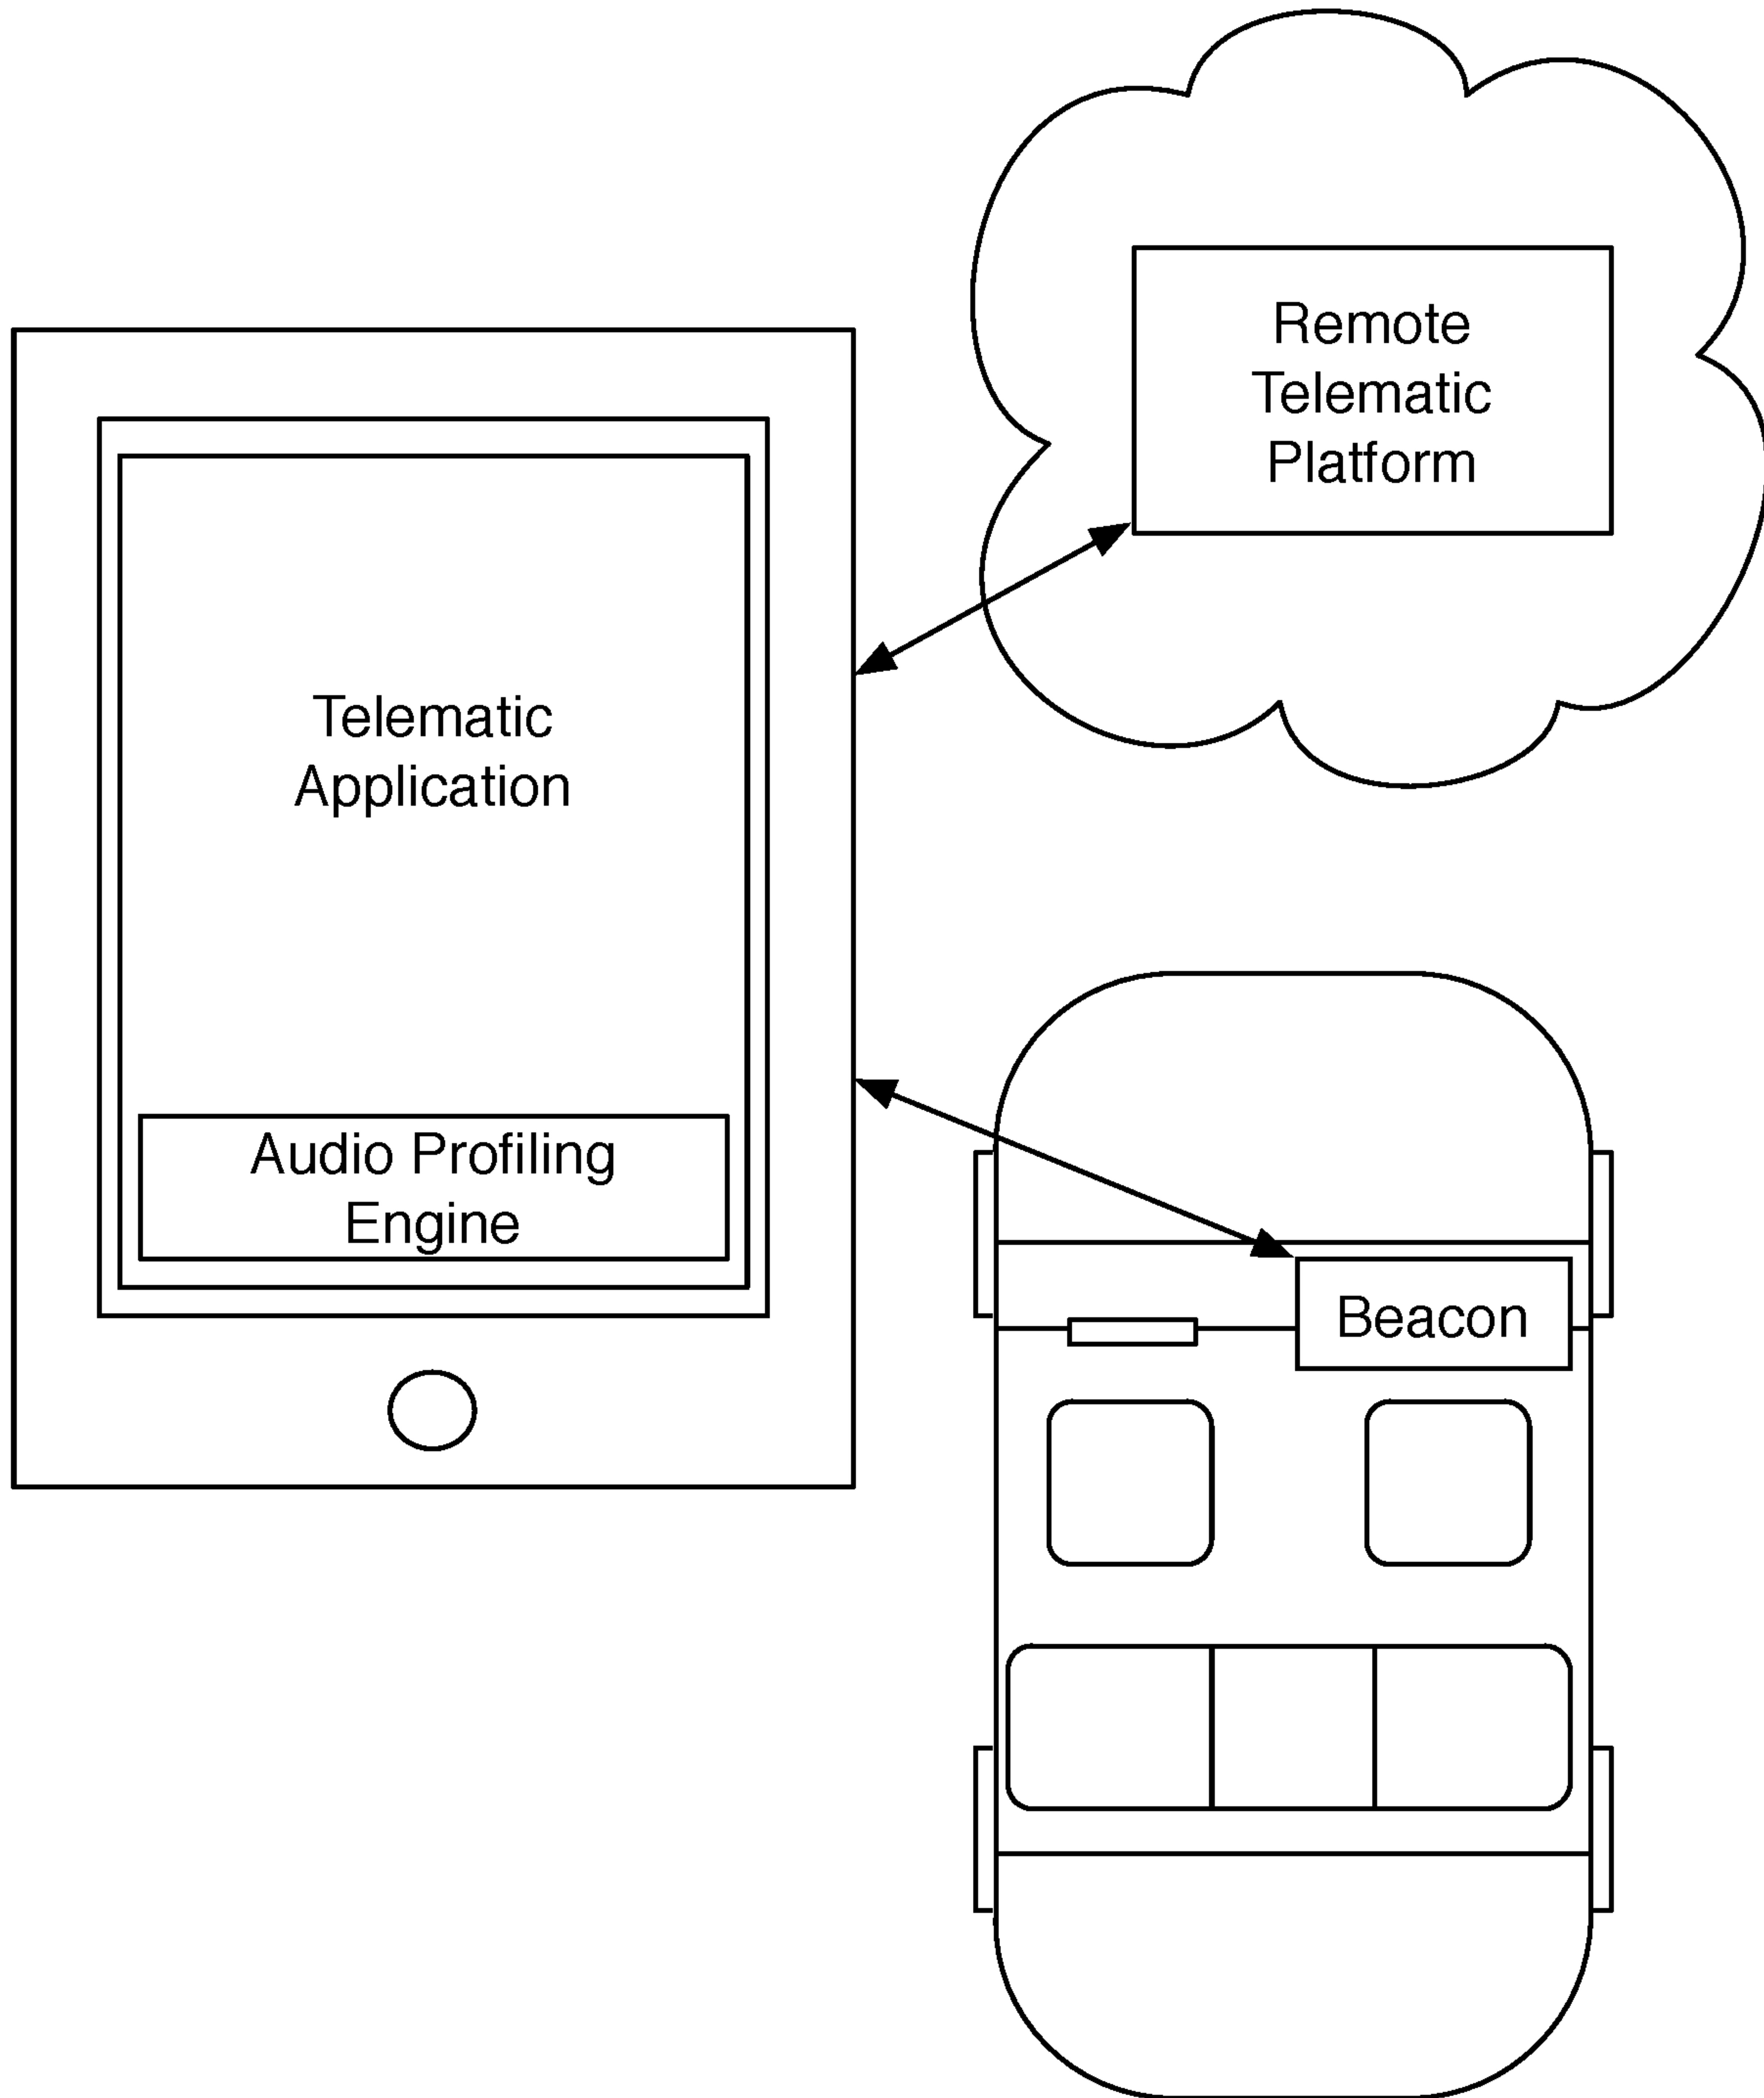 Remote
Telematic
Platform
Telematic
Application
Audio Profiling
Engine
Beacon